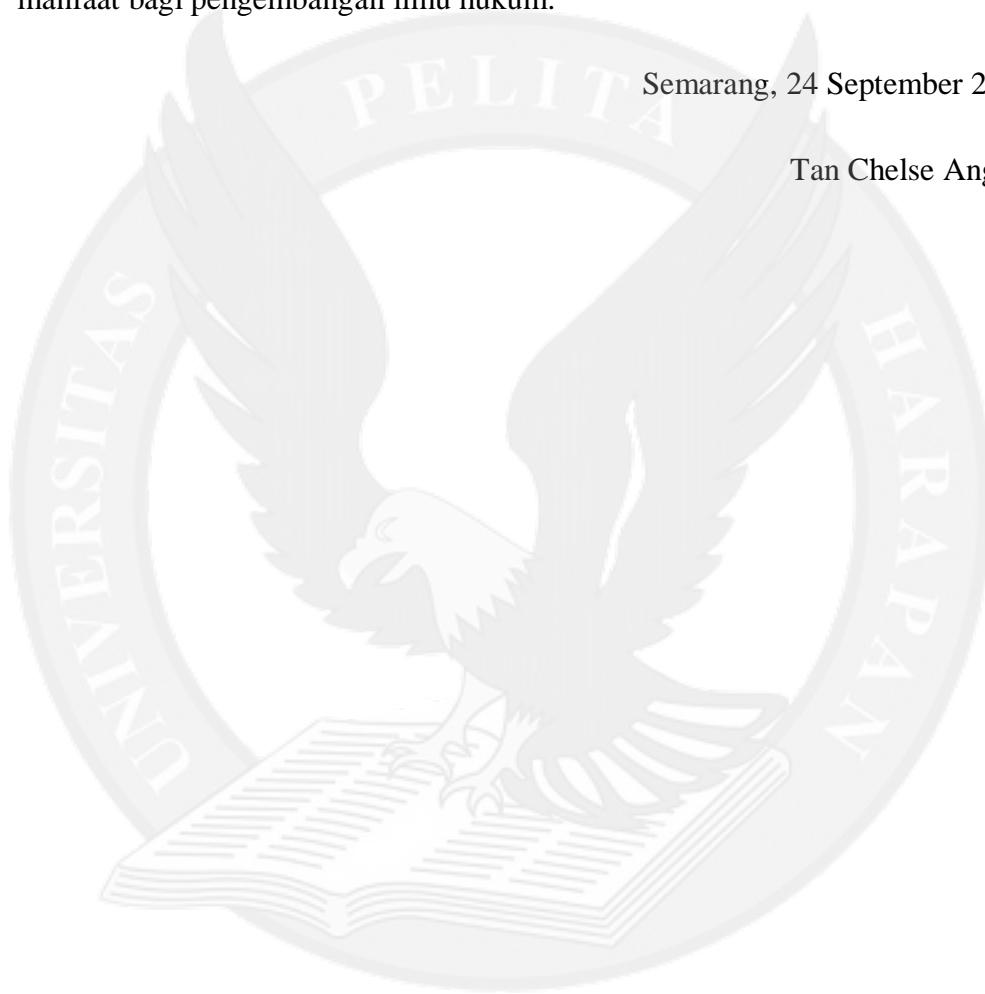 manfaat bagi pengembangan ilmu hukum.
Semarang, 24 September 2
Tan Chelse Ang
UNIVERSITAS PELITA HARAPAN